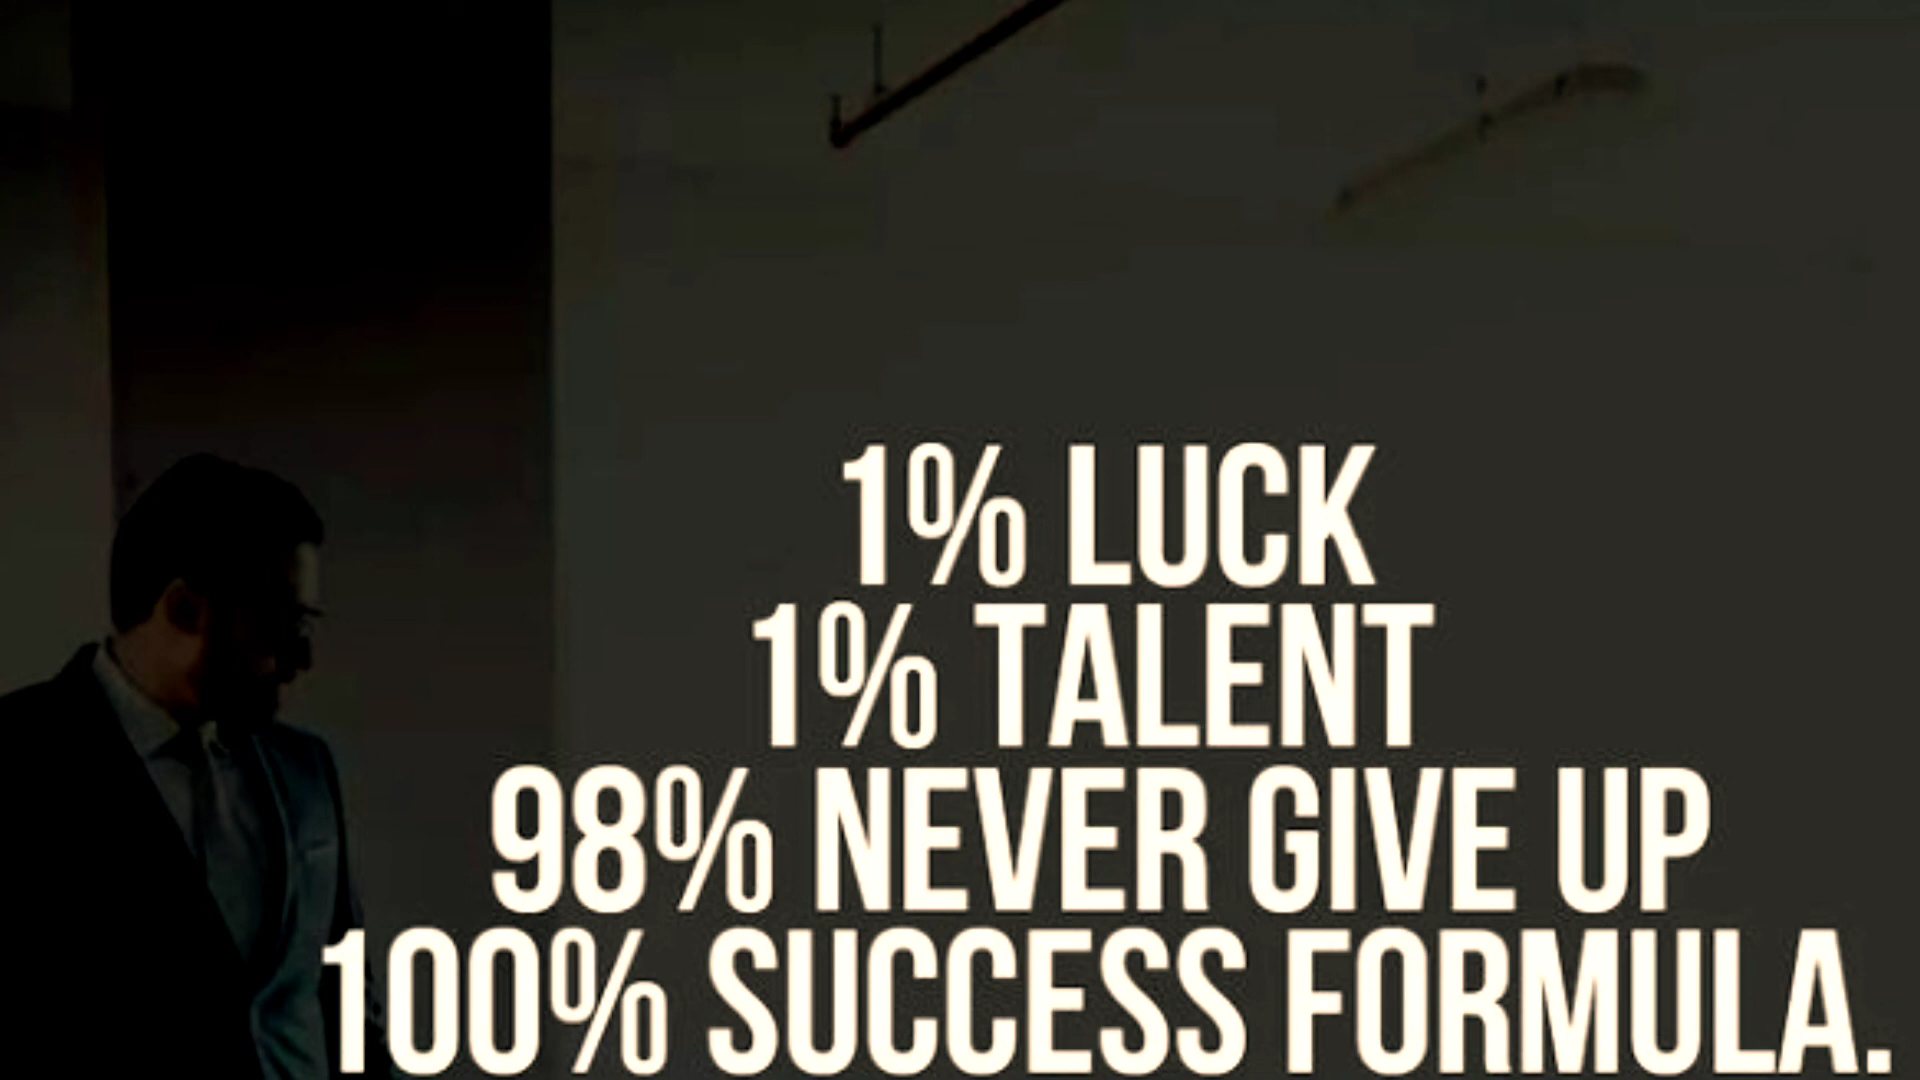 1% LUCK
1% TALENT
98% NEVER GIVE UP
100% SUCCESS FORMULA.